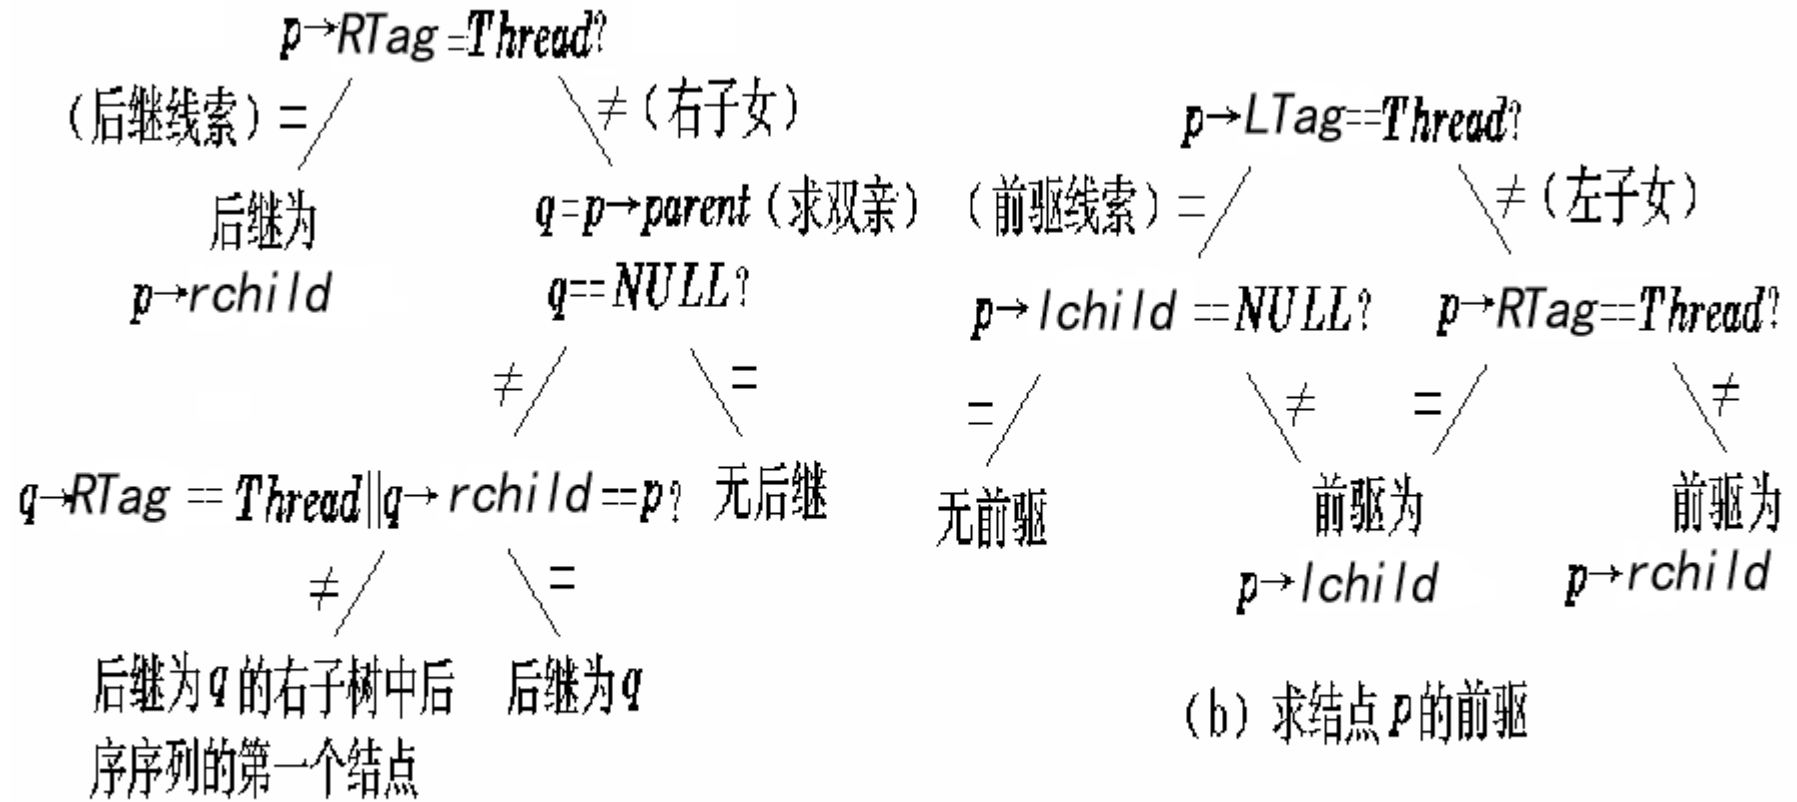 p→RTag=Thread?
(后继线索) = ≠ (右子女)
后继为
p→rchild
q=p→parent (求双亲)
q==NULL?
≠ =
q→RTag == Thread||q→rchild==p? 无后继
≠ =
后继为q的右子树中后
序序列的第一个结点
后继为q
p→LTag==Thread?
(前驱线索) = ≠ (左子女)
p→lchild ==NULL? p→RTag==Thread?
= ≠ = ≠
无前驱
前驱为
p→lchild
前驱为
p→rchild
(b) 求结点p的前驱